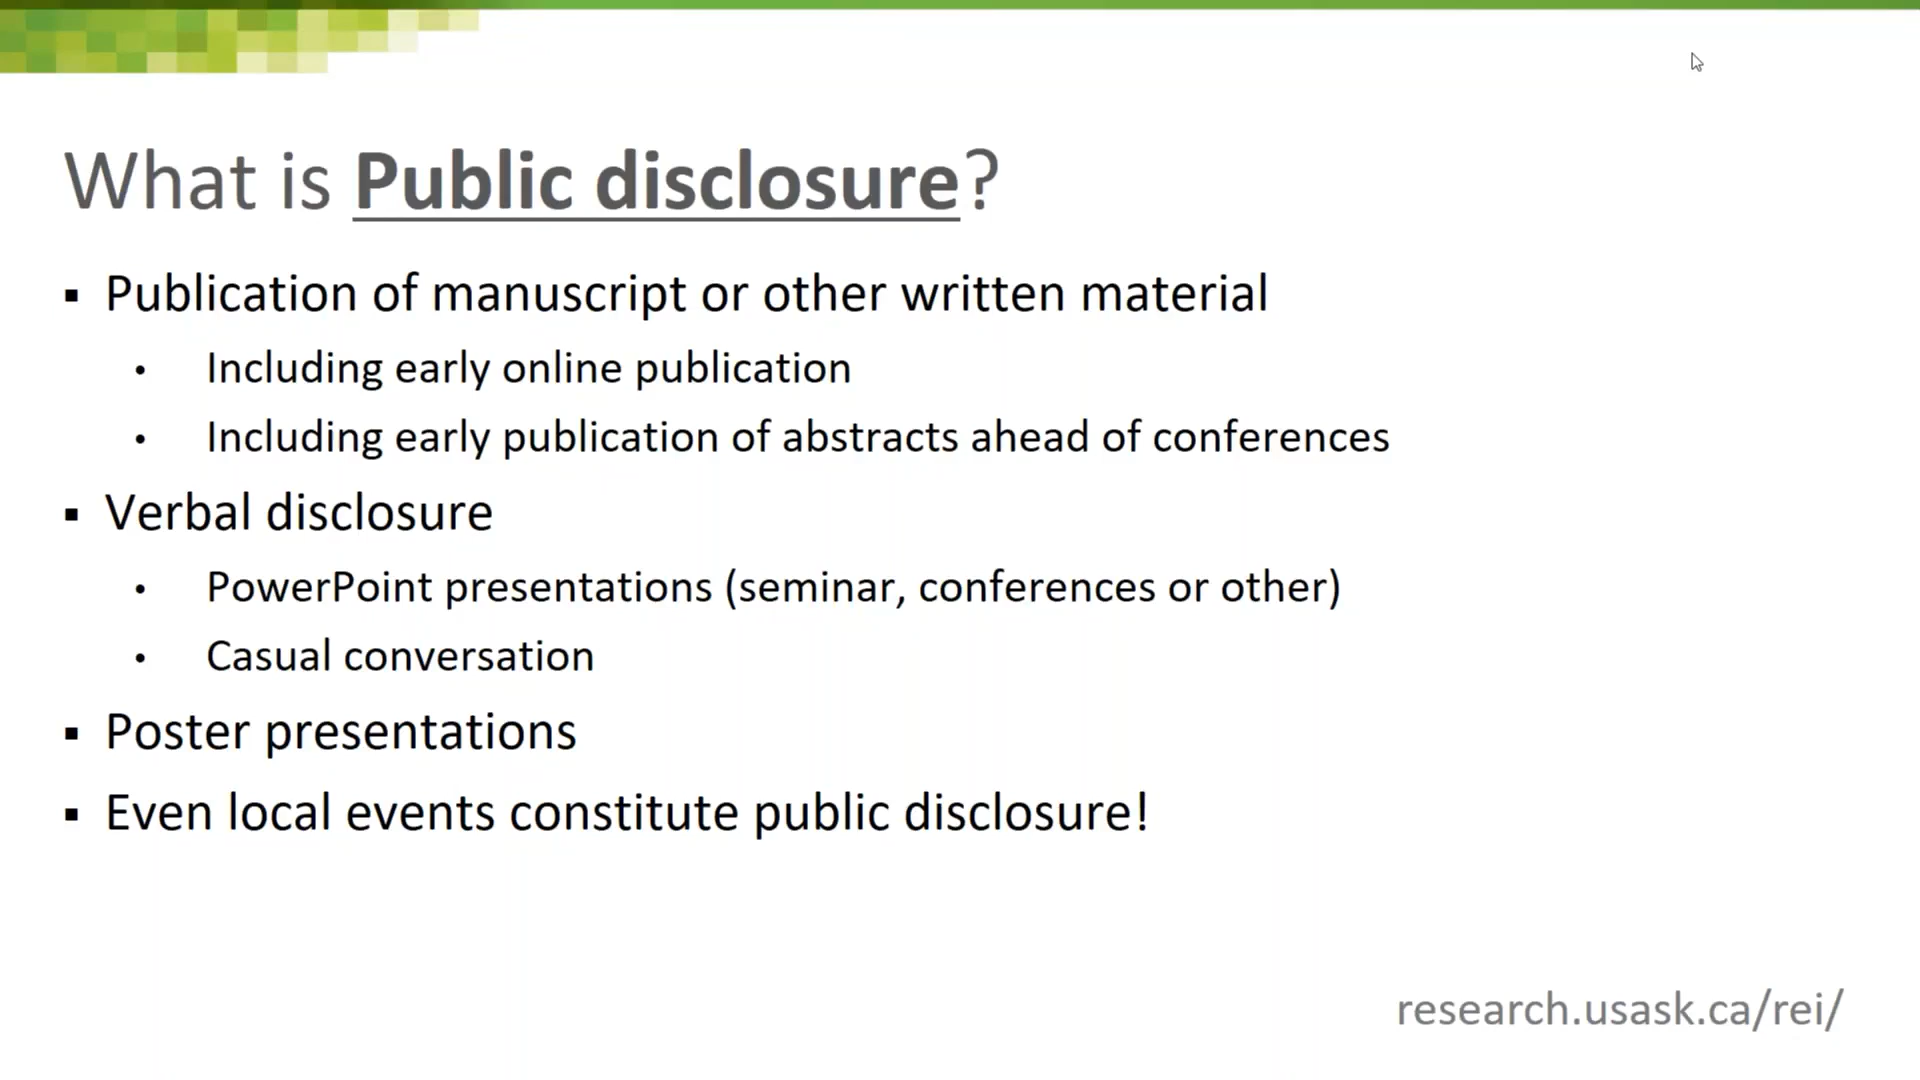 What is Public disclosure?
▪ Publication of manuscript or other written material
• Including early online publication
• Including early publication of abstracts ahead of conferences
▪ Verbal disclosure
• PowerPoint presentations (seminar, conferences or other)
• Casual conversation
▪ Poster presentations
▪ Even local events constitute public disclosure!
research.usask.ca/rei/